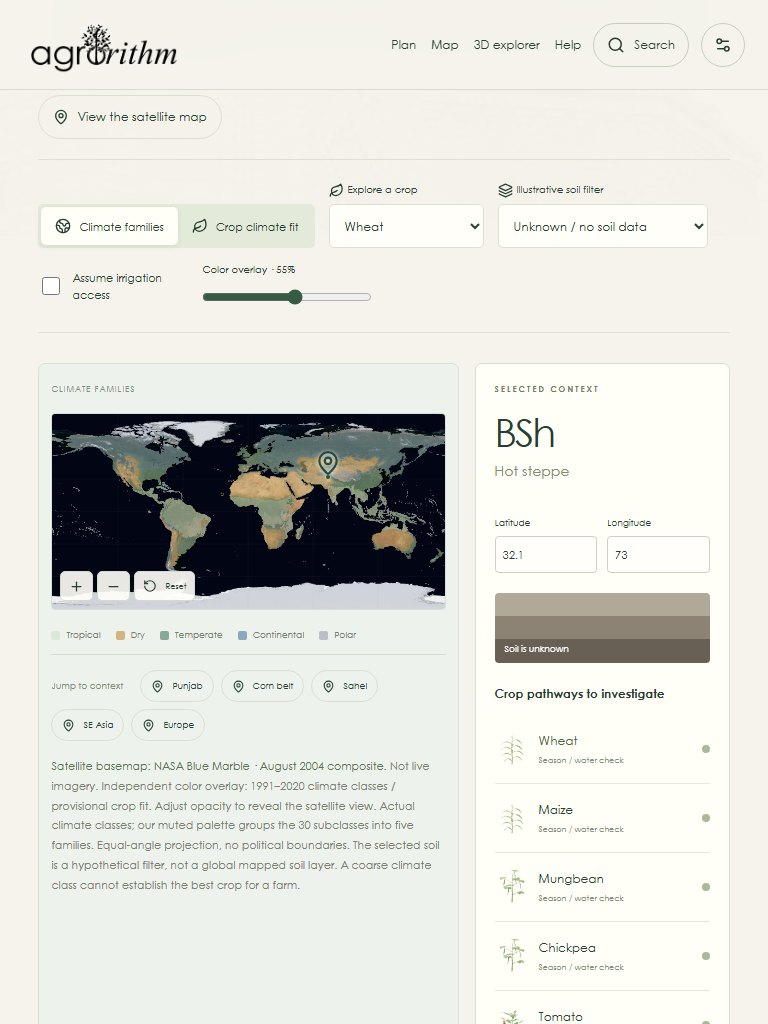 agrorithm
Plan Map 3D explorer Help Search
View the satellite map
Explore a crop
Illustrative soil filter
Climate families
Crop climate fit
Wheat
Unknown / no soil data
Assume irrigation
access
Color overlay · 55%
CLIMATE FAMILIES
+ − Reset
Tropical Dry Temperate Continental Polar
Jump to context Punjab Corn belt Sahel
SE Asia Europe
Satellite basemap: NASA Blue Marble · August 2004 composite. Not live
imagery. Independent color overlay: 1991–2020 climate classes /
provisional crop fit. Adjust opacity to reveal the satellite view. Actual
climate classes; our muted palette groups the 30 subclasses into five
families. Equal-angle projection, no political boundaries. The selected soil
is a hypothetical filter, not a global mapped soil layer. A coarse climate
class cannot establish the best crop for a farm.
SELECTED CONTEXT
BSh
Hot steppe
Latitude Longitude
32.1 73
Soil is unknown
Crop pathways to investigate
Wheat
Season / water check
Maize
Season / water check
Mungbean
Season / water check
Chickpea
Season / water check
Tomato